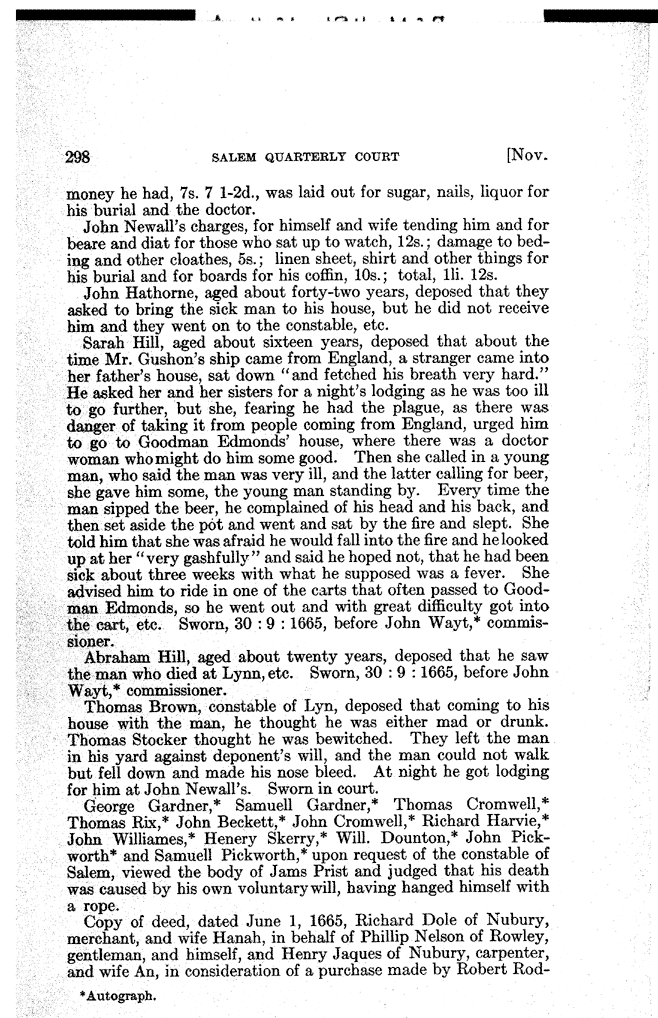 298 SALEM QUARTERLY COURT [Nov.
money he had, 7s. 7 1-2d., was laid out for sugar, nails, liquor for
his burial and the doctor.
John Newall's charges, for himself and wife tending him and for
beare and diat for those who sat up to watch, 12s.; damage to bed-
ing and other cloathes, 5s.; linen sheet, shirt and other things for
his burial and for boards for his coffin, 10s.; total, 1li. 12s.
John Hathorne, aged about forty-two years, deposed that they
asked to bring the sick man to his house, but he did not receive
him and they went on to the constable, etc.
Sarah Hill, aged about sixteen years, deposed that about the
time Mr. Gushon's ship came from England, a stranger came into
her father's house, sat down "and fetched his breath very hard."
He asked her and her sisters for a night's lodging as he was too ill
to go further, but she, fearing he had the plague, as there was
danger of taking it from people coming from England, urged him
to go to Goodman Edmonds' house, where there was a doctor
woman who might do him some good. Then she called in a young
man, who said the man was very ill, and the latter calling for beer,
she gave him some, the young man standing by. Every time the
man sipped the beer, he complained of his head and his back, and
then set aside the pot and went and sat by the fire and slept. She
told him that she was afraid he would fall into the fire and he looked
up at her "very gashfully" and said he hoped not, that he had been
sick about three weeks with what he supposed was a fever. She
advised him to ride in one of the carts that often passed to Good-
man Edmonds, so he went out and with great difficulty got into
the cart, etc. Sworn, 30 : 9 : 1665, before John Wayt,* commis-
sioner.
Abraham Hill, aged about twenty years, deposed that he saw
the man who died at Lynn, etc. Sworn, 30 : 9 : 1665, before John
Wayt,* commissioner.
Thomas Brown, constable of Lyn, deposed that coming to his
house with the man, he thought he was either mad or drunk.
Thomas Stocker thought he was bewitched. They left the man
in his yard against deponent's will, and the man could not walk
but fell down and made his nose bleed. At night he got lodging
for him at John Newall's. Sworn in court.
George Gardner,* Samuell Gardner,* Thomas Cromwell,*
Thomas Rix,* John Beckett,* John Cromwell,* Richard Harvie,*
John Williames,* Henery Skerry,* Will. Dounton,* John Pick-
worth* and Samuell Pickworth,* upon request of the constable of
Salem, viewed the body of Jams Prist and judged that his death
was caused by his own voluntary will, having hanged himself with
a rope.
Copy of deed, dated June 1, 1665, Richard Dole of Nubury,
merchant, and wife Hanah, in behalf of Phillip Nelson of Rowley,
gentleman, and himself, and Henry Jaques of Nubury, carpenter,
and wife An, in consideration of a purchase made by Robert Rod-
*Autograph.